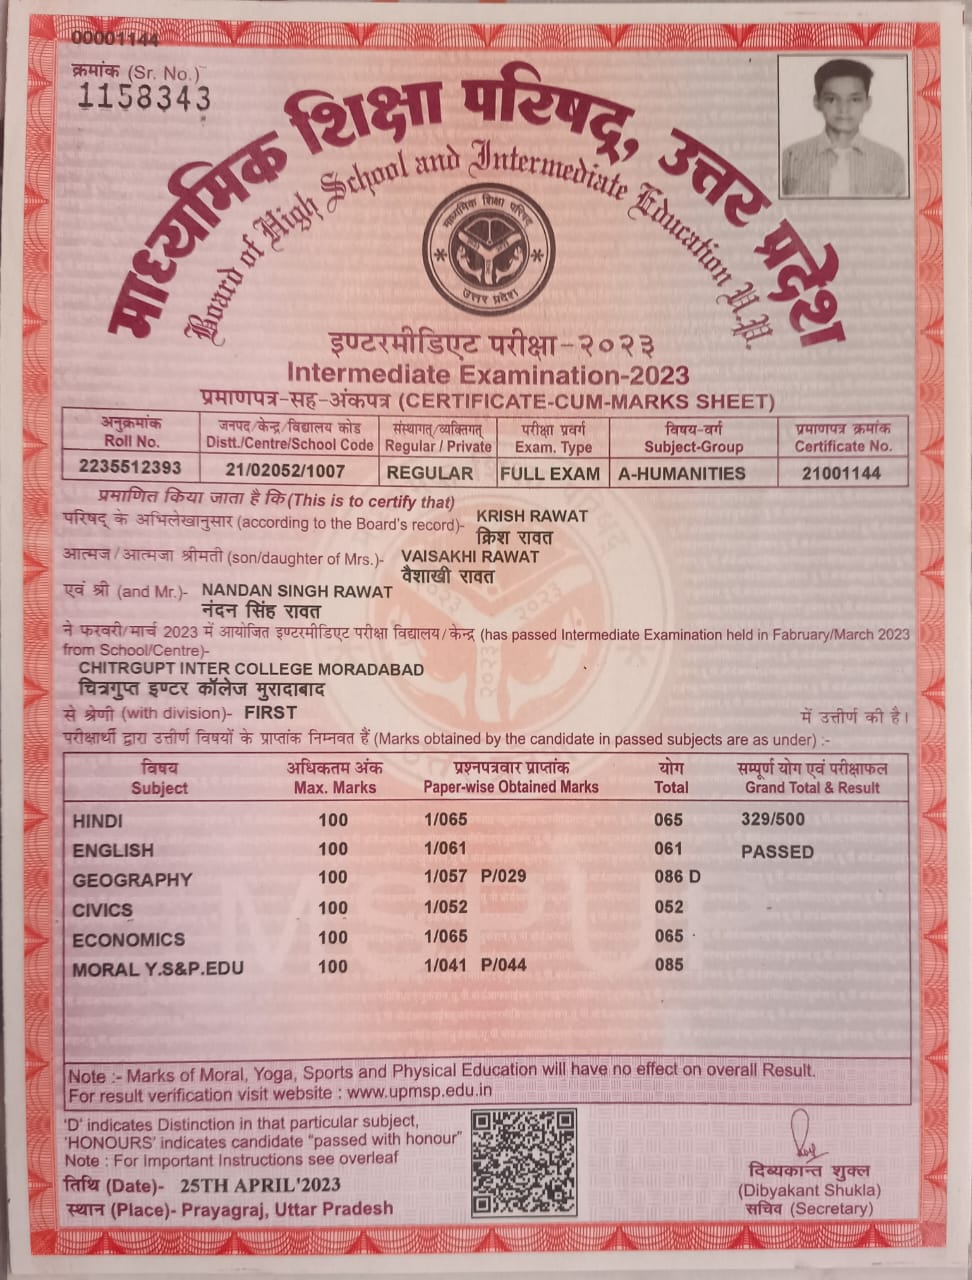 00001144
क्रमांक (Sr. No.)
1158343
माध्यमिक शिक्षा परिषद्, उत्तर प्रदेश
Board of High School and Intermediate Education U.P.
माध्यमिक शिक्षा परिषद
उत्तर प्रदेश
इण्टरमीडिएट परीक्षा-२०२३
Intermediate Examination-2023
प्रमाणपत्र-सह-अंकपत्र (CERTIFICATE-CUM-MARKS SHEET)
अनुक्रमांक जनपद/केन्द्र/विद्यालय कोड संस्थागत्/व्यक्तिगत् परीक्षा प्रवर्ग विषय-वर्ग प्रमाणपत्र क्रमांक
Roll No. Distt./Centre/School Code Regular / Private Exam. Type Subject-Group Certificate No.
2235512393 21/02052/1007 REGULAR FULL EXAM A-HUMANITIES 21001144
प्रमाणित किया जाता है कि (This is to certify that)
परिषद् के अभिलेखानुसार (according to the Board's record)- KRISH RAWAT
क्रिश रावत
आत्मज/आत्मजा श्रीमती (son/daughter of Mrs.)- VAISAKHI RAWAT
वैशाखी रावत
एवं श्री (and Mr.)- NANDAN SINGH RAWAT
नंदन सिंह रावत
ने फरवरी/मार्च 2023 में आयोजित इण्टरमीडिएट परीक्षा विद्यालय/केन्द्र (has passed Intermediate Examination held in Fabruary/March 2023
from School/Centre)-
CHITRGUPT INTER COLLEGE MORADABAD
चित्रगुप्त इण्टर कॉलेज मुरादाबाद
से श्रेणी (with division)- FIRST में उत्तीर्ण की है।
परीक्षार्थी द्वारा उत्तीर्ण विषयों के प्राप्तांक निम्नवत हैं (Marks obtained by the candidate in passed subjects are as under) :-
विषय अधिकतम अंक प्रश्नपत्रवार प्राप्तांक योग सम्पूर्ण योग एवं परीक्षाफल
Subject Max. Marks Paper-wise Obtained Marks Total Grand Total & Result
HINDI 100 1/065 065 329/500
ENGLISH 100 1/061 061 PASSED
GEOGRAPHY 100 1/057 P/029 086 D
CIVICS 100 1/052 052
ECONOMICS 100 1/065 065
MORAL Y.S&P.EDU 100 1/041 P/044 085
Note :- Marks of Moral, Yoga, Sports and Physical Education will have no effect on overall Result.
For result verification visit website : www.upmsp.edu.in
'D' indicates Distinction in that particular subject,
'HONOURS' indicates candidate "passed with honour"
Note : For Important Instructions see overleaf
तिथि (Date)- 25TH APRIL'2023
स्थान (Place)- Prayagraj, Uttar Pradesh
दिब्यकान्त शुक्ल
(Dibyakant Shukla)
सचिव (Secretary)